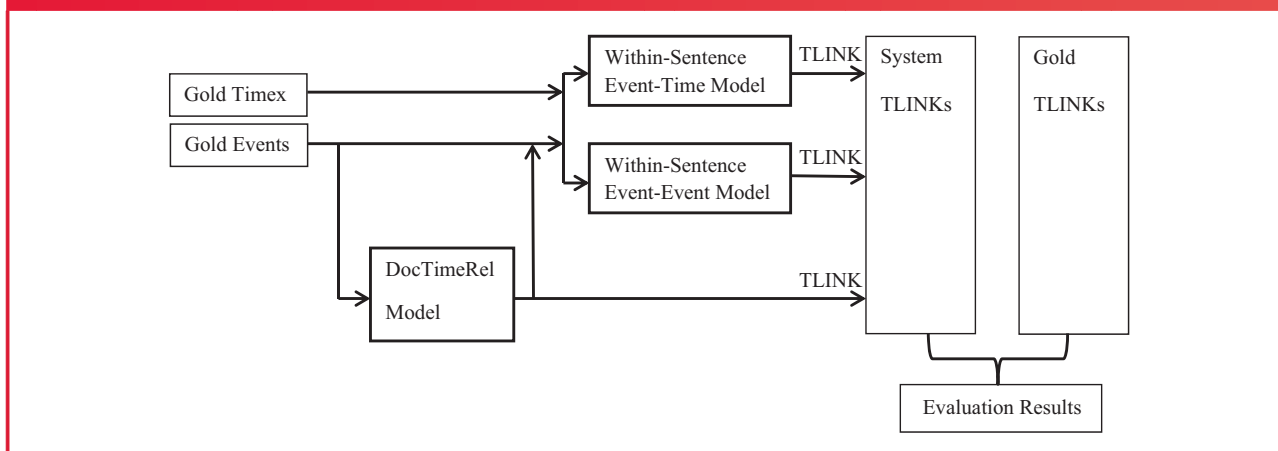 Gold Timex
Gold Events
DocTimeRel
Model
Within-Sentence
Event-Time Model
Within-Sentence
Event-Event Model
TLINK
TLINK
TLINK
System
TLINKs
Gold
TLINKs
Evaluation Results